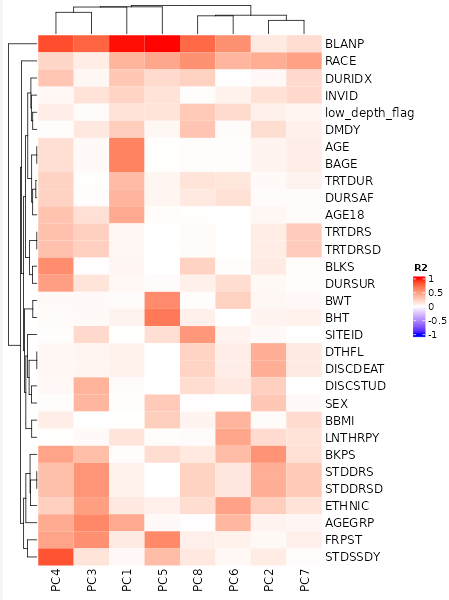 BLANP
RACE
DURIDX
INVID
low_depth_flag
DMDY
AGE
BAGE
TRTDUR
DURSAF
AGE18
TRTDRS
TRTDRSD
BLKS
DURSUR
BWT
BHT
SITEID
DTHFL
DISCDEAT
DISCSTUD
SEX
BBMI
LNTHRPY
BKPS
STDDRS
STDDRSD
ETHNIC
AGEGRP
FRPST
STDSSDY
R2
1
0.5
0
-0.5
-1
PC4 PC3 PC1 PC5 PC8 PC6 PC2 PC7